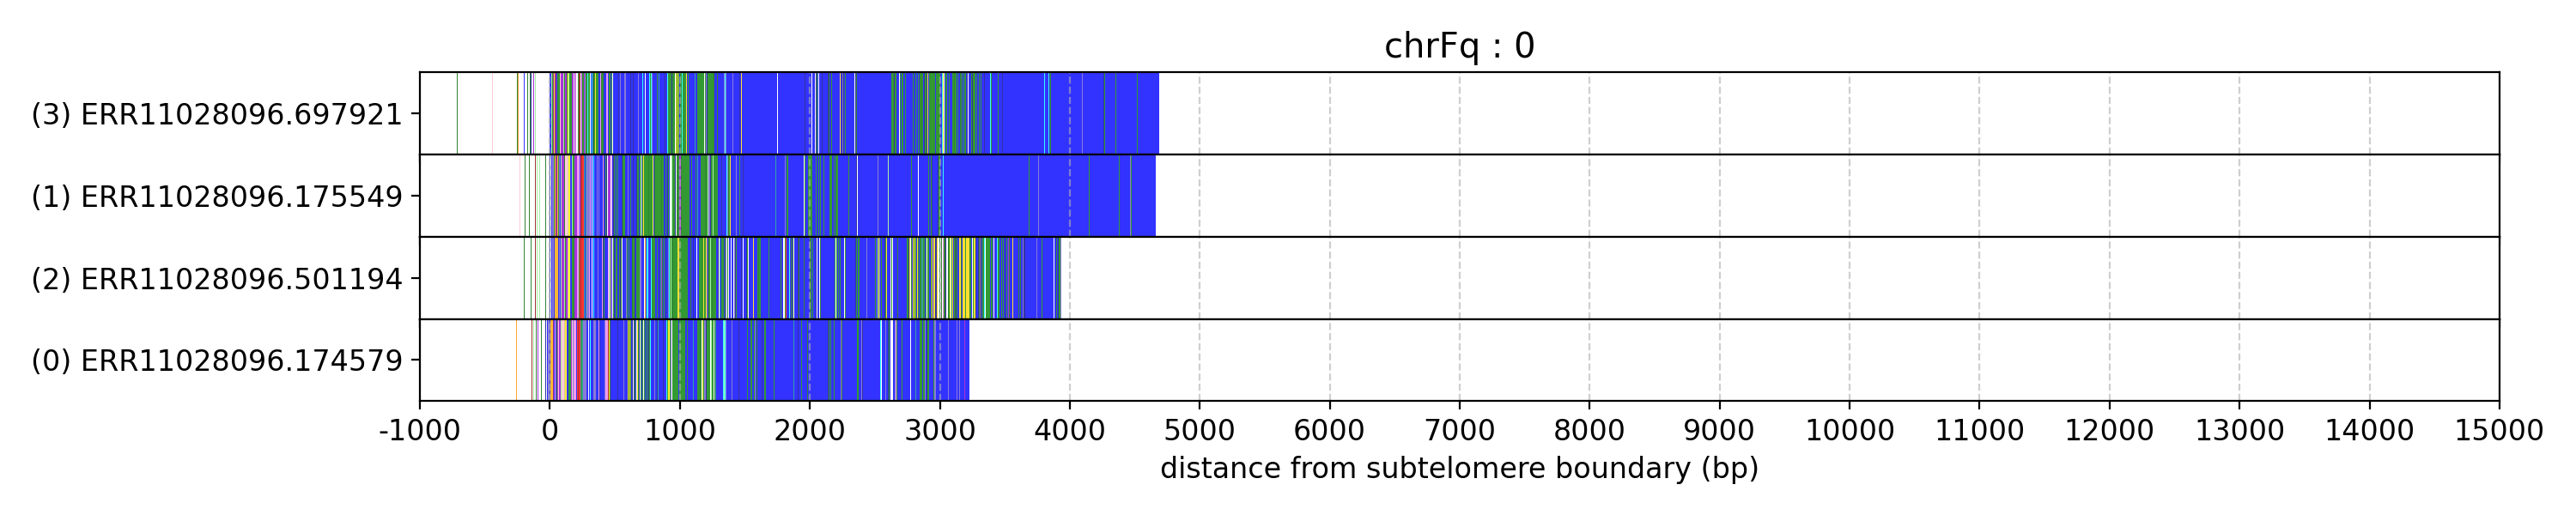 chrFq : 0
(3) ERR11028096.697921
(1) ERR11028096.175549
(2) ERR11028096.501194
(0) ERR11028096.174579
-1000 0 1000 2000 3000 4000 5000 6000 7000 8000 9000 10000 11000 12000 13000 14000 15000
distance from subtelomere boundary (bp)